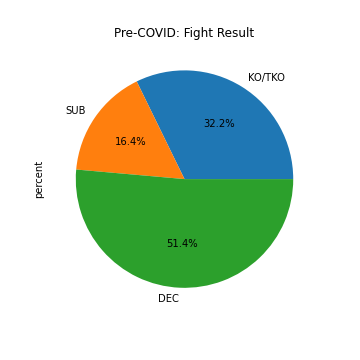 Pre-COVID: Fight Result
KO/TKO
32.2%
SUB
16.4%
percent
51.4%
DEC